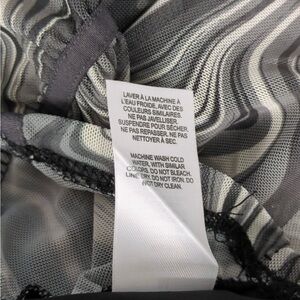 LAVER À LA MACHINE À
L'EAU FROIDE, AVEC DES
COULEURS SIMILAIRES.
NE PAS JAVELLISER
SUSPENDRE POUR SÉCHER.
NE PAS REPASSER. NE PAS
NETTOYER À SEC.
MACHINE WASH COLD
WATER, WITH SIMILAR
COLORS. DO NOT BLEACH.
LINE DRY. DO NOT IRON. DO
NOT DRY CLEAN.